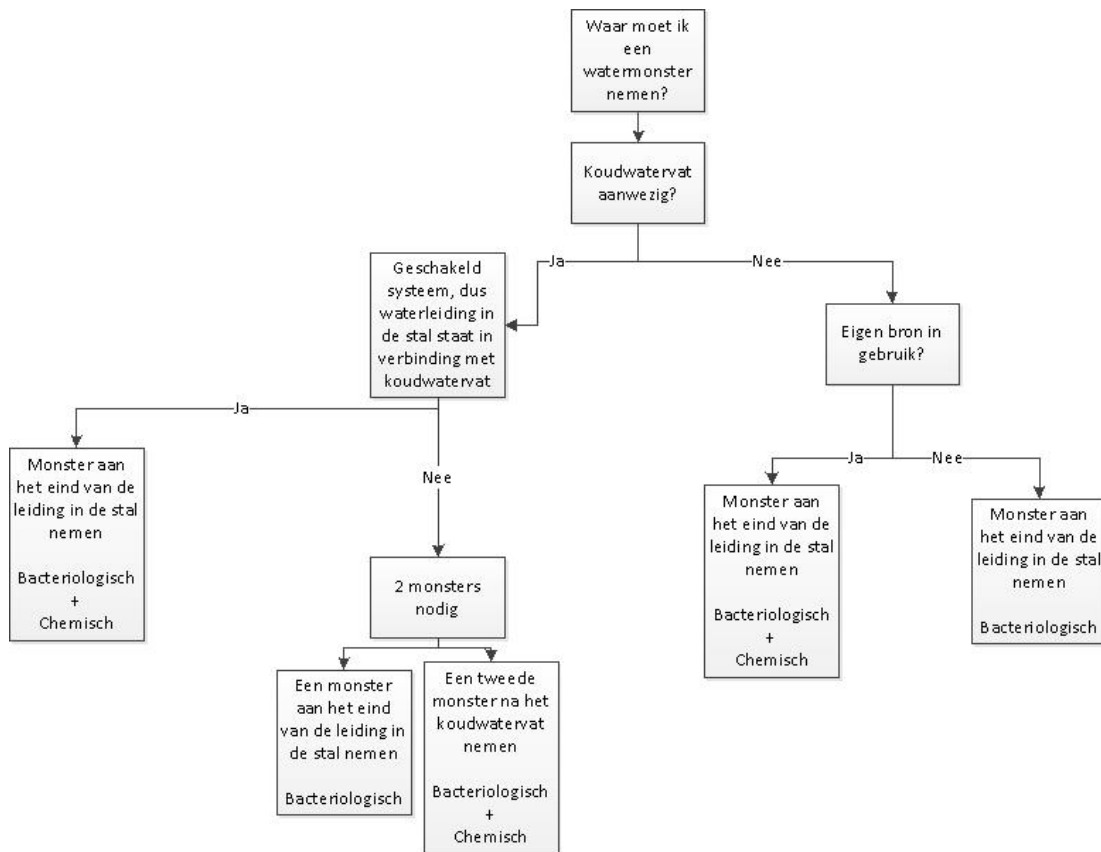 Waar moet ik
een
watermonster
nemen?
Koudwatervat
aanwezig?
Ja
Nee
Geschakeld
systeem, dus
waterleiding in
de stal staat in
verbinding met
koudwatervat
Eigen bron in
gebruik?
Ja
Nee
Ja
Nee
Monster aan
het eind van de
leiding in de stal
nemen
Bacteriologisch
+
Chemisch
2 monsters
nodig
Monster aan
het eind van de
leiding in de stal
nemen
Bacteriologisch
+
Chemisch
Monster aan
het eind van de
leiding in de stal
nemen
Bacteriologisch
Een monster
aan het eind
van de leiding in
de stal nemen
Bacteriologisch
Een tweede
monster na het
koudwatervat
nemen
Bacteriologisch
+
Chemisch